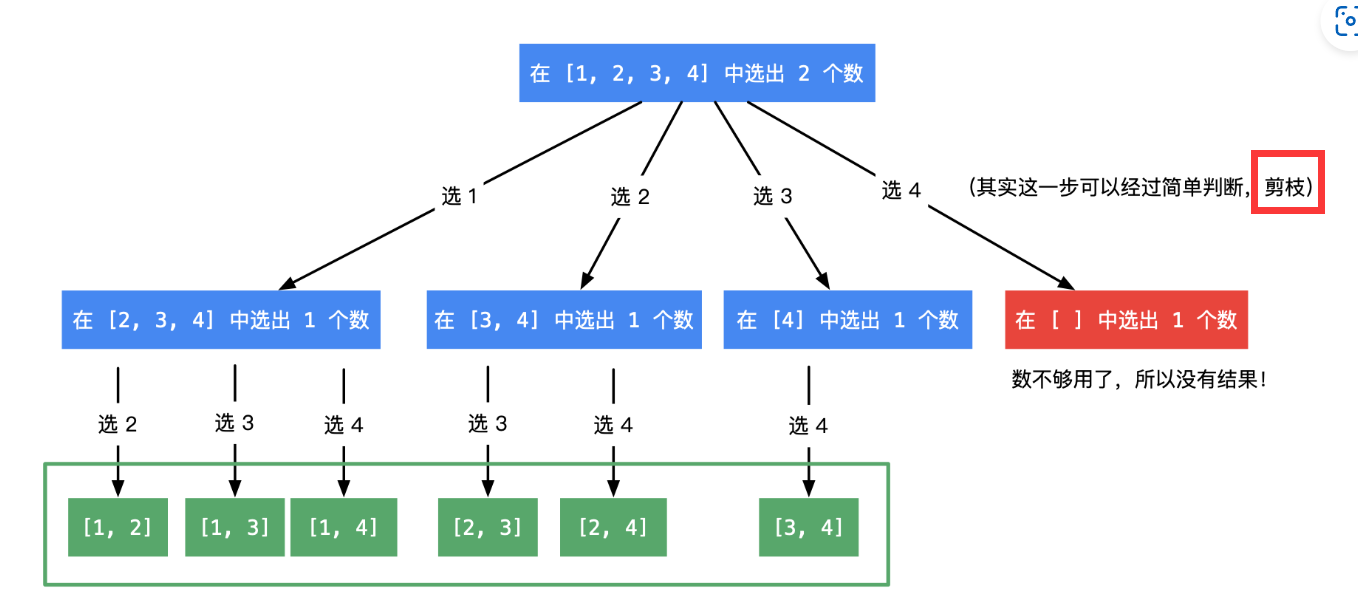 在 [1, 2, 3, 4] 中选出 2 个数
选 1
选 2
选 3
选 4
（其实这一步可以经过简单判断，剪枝）
在 [2, 3, 4] 中选出 1 个数
在 [3, 4] 中选出 1 个数
在 [4] 中选出 1 个数
在 [ ] 中选出 1 个数
数不够用了，所以没有结果！
选 2
选 3
选 4
选 3
选 4
选 4
[1, 2]
[1, 3]
[1, 4]
[2, 3]
[2, 4]
[3, 4]